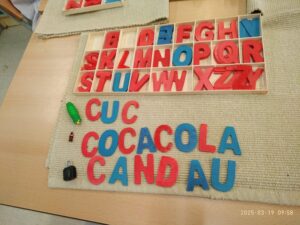 L M N O P Q R
S T U V W X
CUC
COCACOLA
CANDAU
2025-03-19 09:58